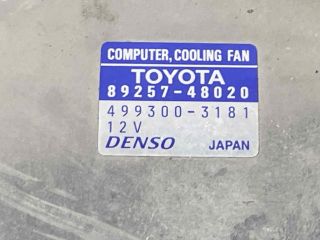 COMPUTER, COOLING FAN
TOYOTA
89257-48020
499300-3181
12V
DENSO JAPAN